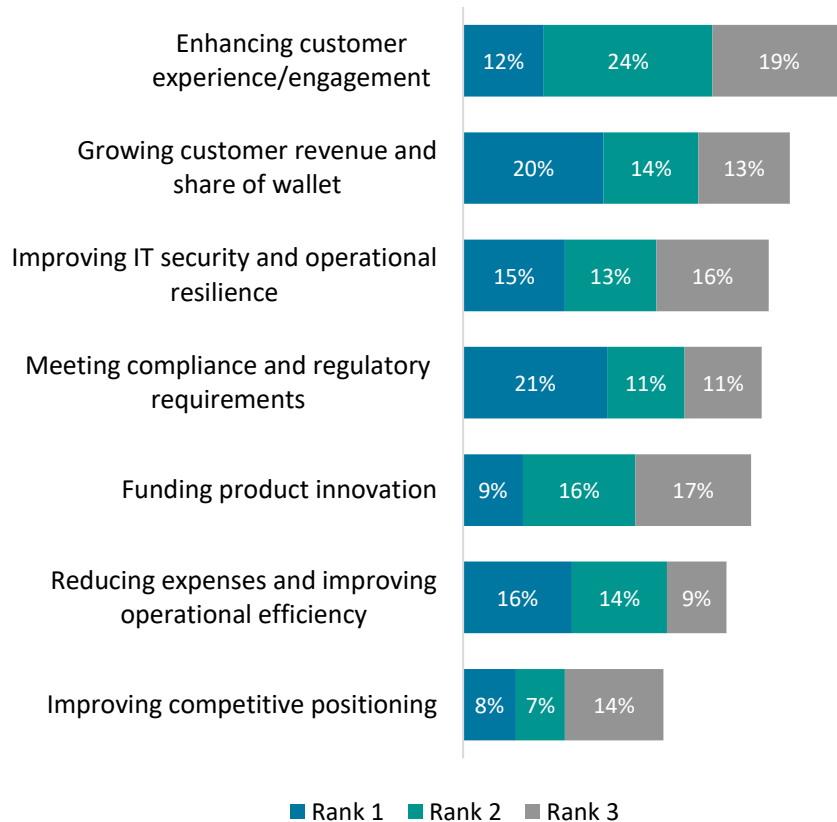 Enhancing customer
experience/engagement
12% 24% 19%
Growing customer revenue and
share of wallet
20% 14% 13%
Improving IT security and operational
resilience
15% 13% 16%
Meeting compliance and regulatory
requirements
21% 11% 11%
Funding product innovation
9% 16% 17%
Reducing expenses and improving
operational efficiency
16% 14% 9%
Improving competitive positioning
8% 7% 14%
Rank 1 Rank 2 Rank 3